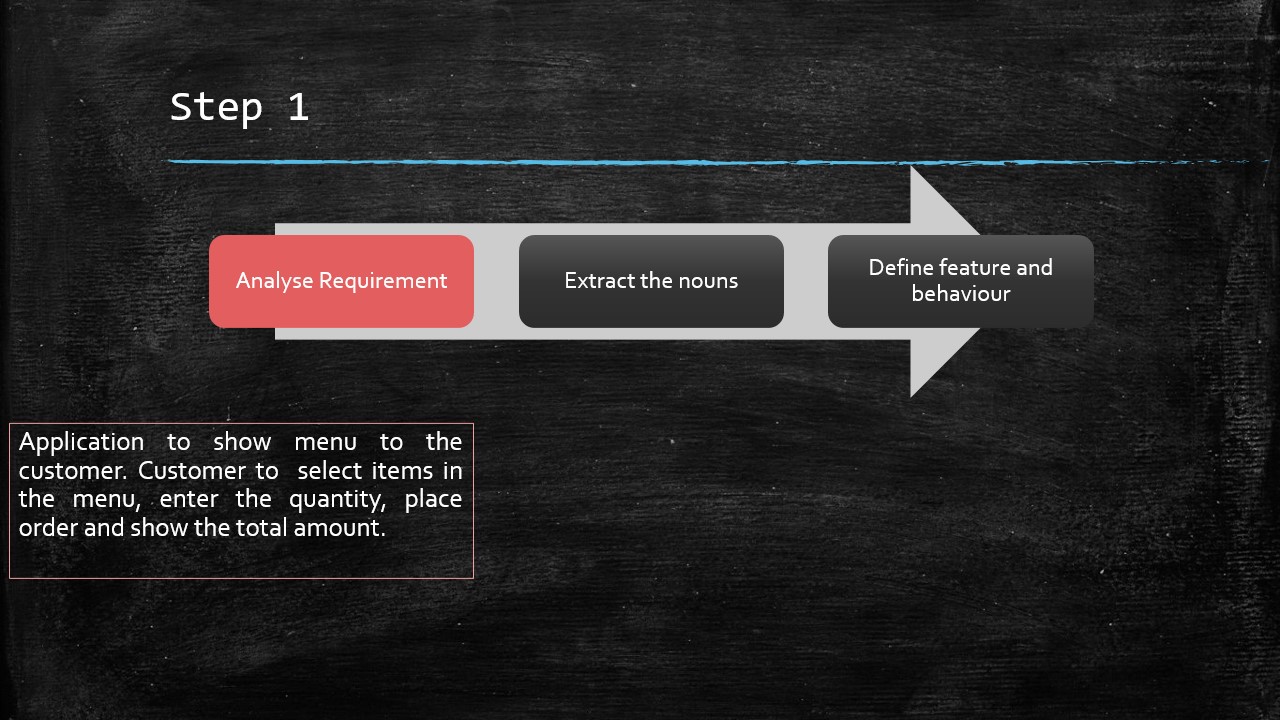 Step 1
Analyse Requirement
Extract the nouns
Define feature and
behaviour
Application to show menu to the
customer. Customer to  select items in
the menu, enter the quantity, place
order and show the total amount.